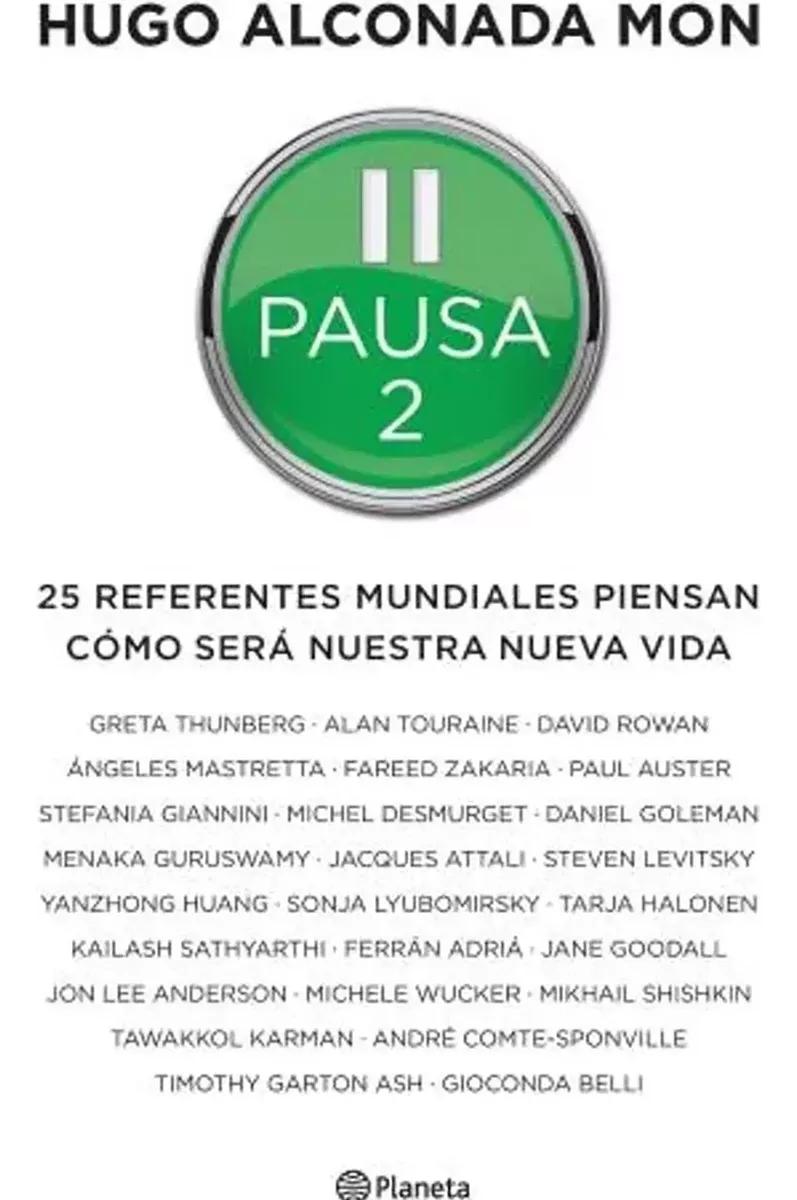 HUGO ALCONADA MON
PAUSA
2
25 REFERENTES MUNDIALES PIENSAN
CÓMO SERÁ NUESTRA NUEVA VIDA
GRETA THUNBERG · ALAN TOURAINE · DAVID ROWAN
ÁNGELES MASTRETTA · FAREED ZAKARIA · PAUL AUSTER
STEFANIA GIANNINI · MICHEL DESMURGET · DANIEL GOLEMAN
MENAKA GURUSWAMY · JACQUES ATTALI · STEVEN LEVITSKY
YANZHONG HUANG · SONJA LYUBOMIRSKY · TARJA HALONEN
KAILASH SATHYARTHI · FERRÁN ADRIÁ · JANE GOODALL
JON LEE ANDERSON · MICHELE WUCKER · MIKHAIL SHISHKIN
TAWAKKOL KARMAN · ANDRÉ COMTE-SPONVILLE
TIMOTHY GARTON ASH · GIOCONDA BELLI
Planeta